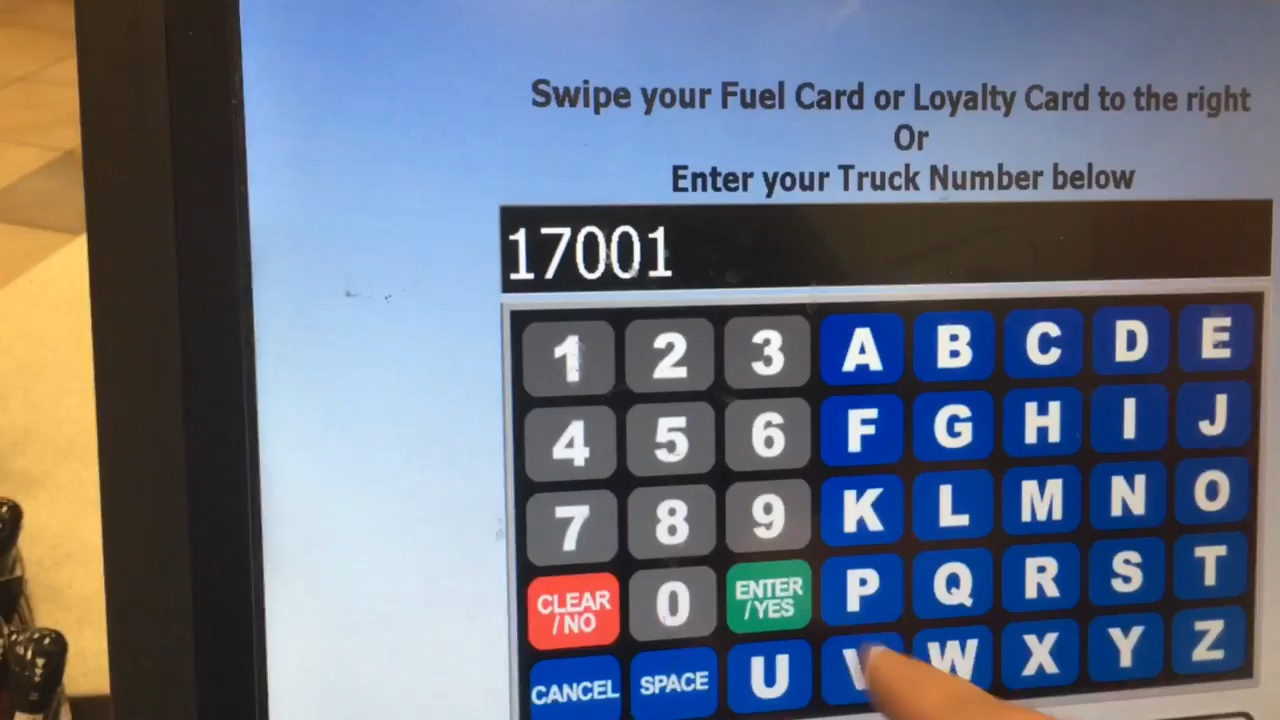 Swipe your Fuel Card or Loyalty Card to the right
Or
Enter your Truck Number below
17001
1 2 3 A B C D E
4 5 6 F G H I J
7 8 9 K L M N O
CLEAR /NO 0 ENTER /YES P Q R S T
CANCEL SPACE U V W X Y Z